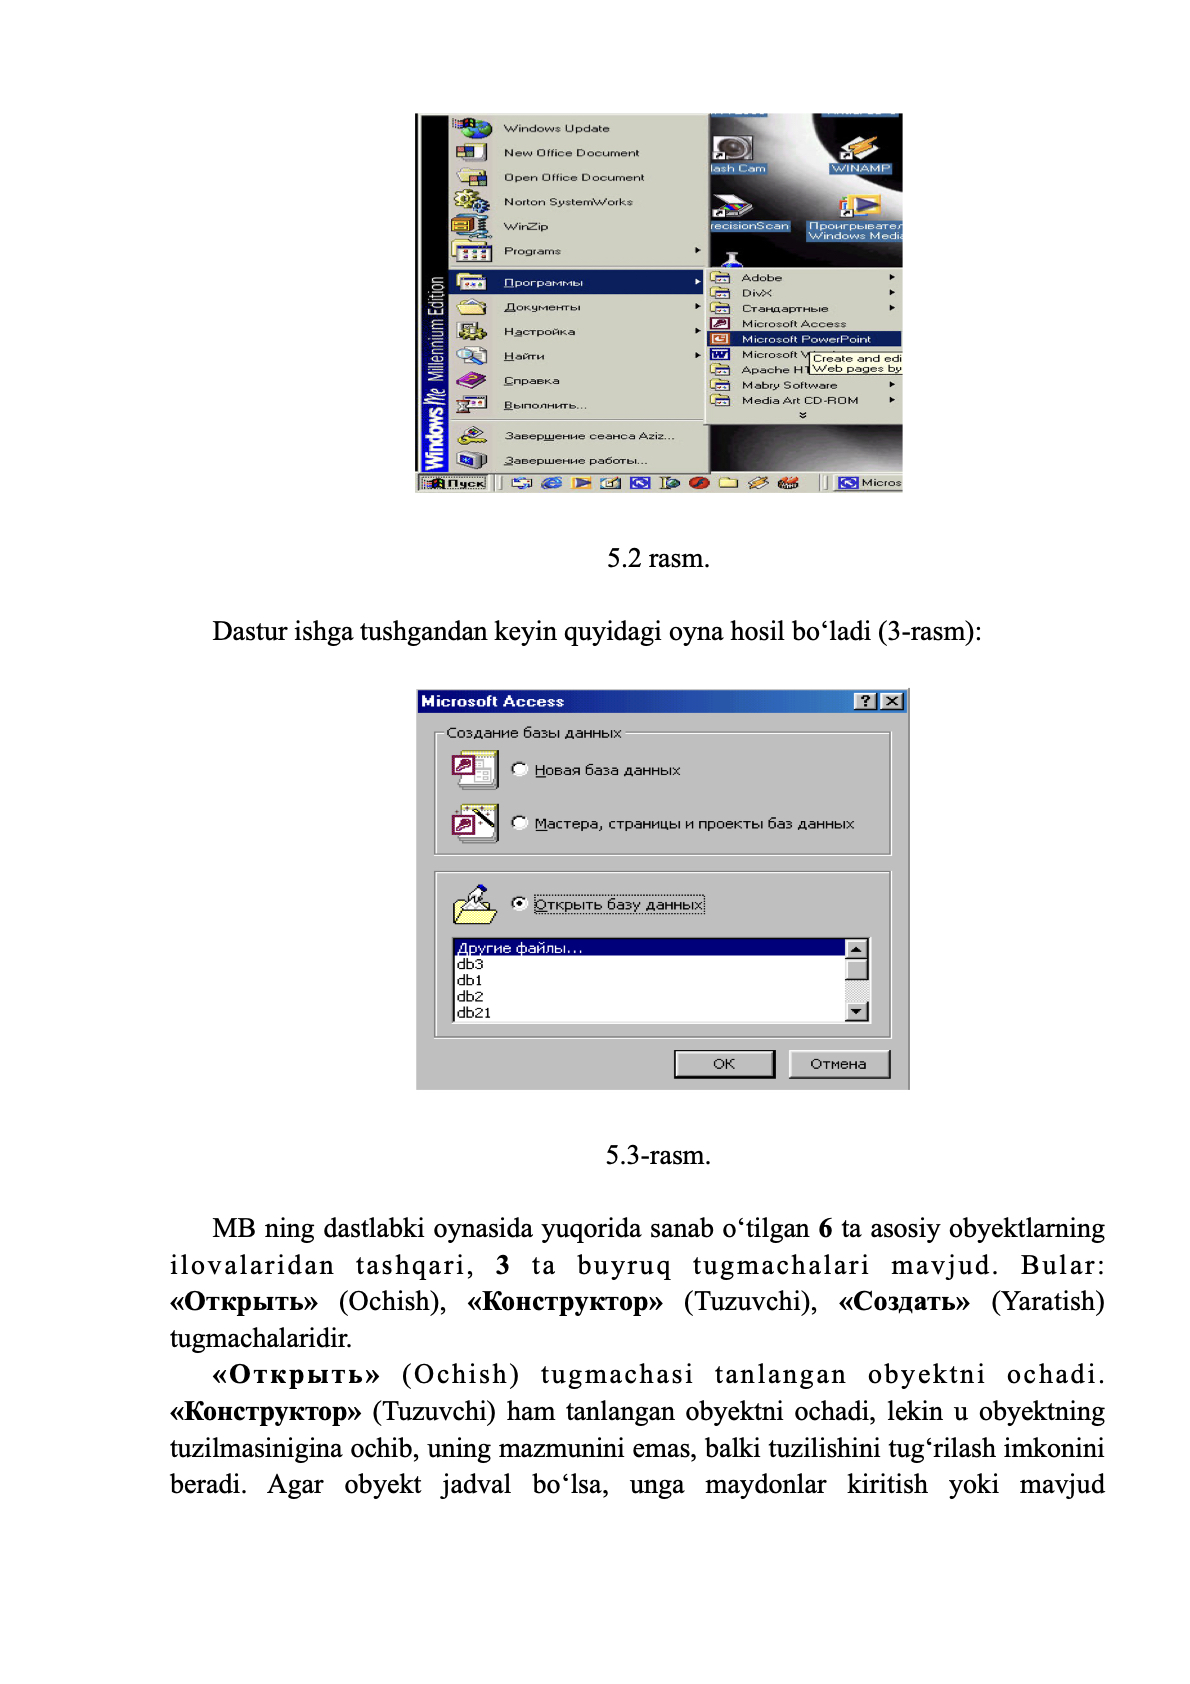 Windows Update
New Office Document
Open Office Document
Norton SystemWorks
WinZip
Programs
Программы
Документы
Настройка
Найти
Справка
Выполнить...
Завершение сеанса Aziz...
Завершение работы...
Windows Me Millennium Edition
lash Cam
WINAMP
recisionScan
Проигрывател
Windows Medi
Adobe
DivX
Стандартные
Microsoft Access
Microsoft PowerPoint
Microsoft W
Create and edi
Apache HT
Web pages by
Mabry Software
Media Art CD-ROM
Пуск
Micros
5.2 rasm.
Dastur ishga tushgandan keyin quyidagi oyna hosil bo‘ladi (3-rasm):
Microsoft Access
Создание базы данных
Новая база данных
Мастера, страницы и проекты баз данных
Открыть базу данных
Другие файлы...
db3
db1
db2
db21
ОК
Отмена
5.3-rasm.
MB ning dastlabki oynasida yuqorida sanab o‘tilgan 6 ta asosiy obyektlarning
ilovalaridan tashqari, 3 ta buyruq tugmachalari mavjud. Bular:
«Открыть» (Ochish), «Конструктор» (Tuzuvchi), «Создать» (Yaratish)
tugmachalaridir.
«Открыть» (Ochish) tugmachasi tanlangan obyektni ochadi.
«Конструктор» (Tuzuvchi) ham tanlangan obyektni ochadi, lekin u obyektning
tuzilmasinigina ochib, uning mazmunini emas, balki tuzilishini tug‘rilash imkonini
beradi. Agar obyekt jadval bo‘lsa, unga maydonlar kiritish yoki mavjud